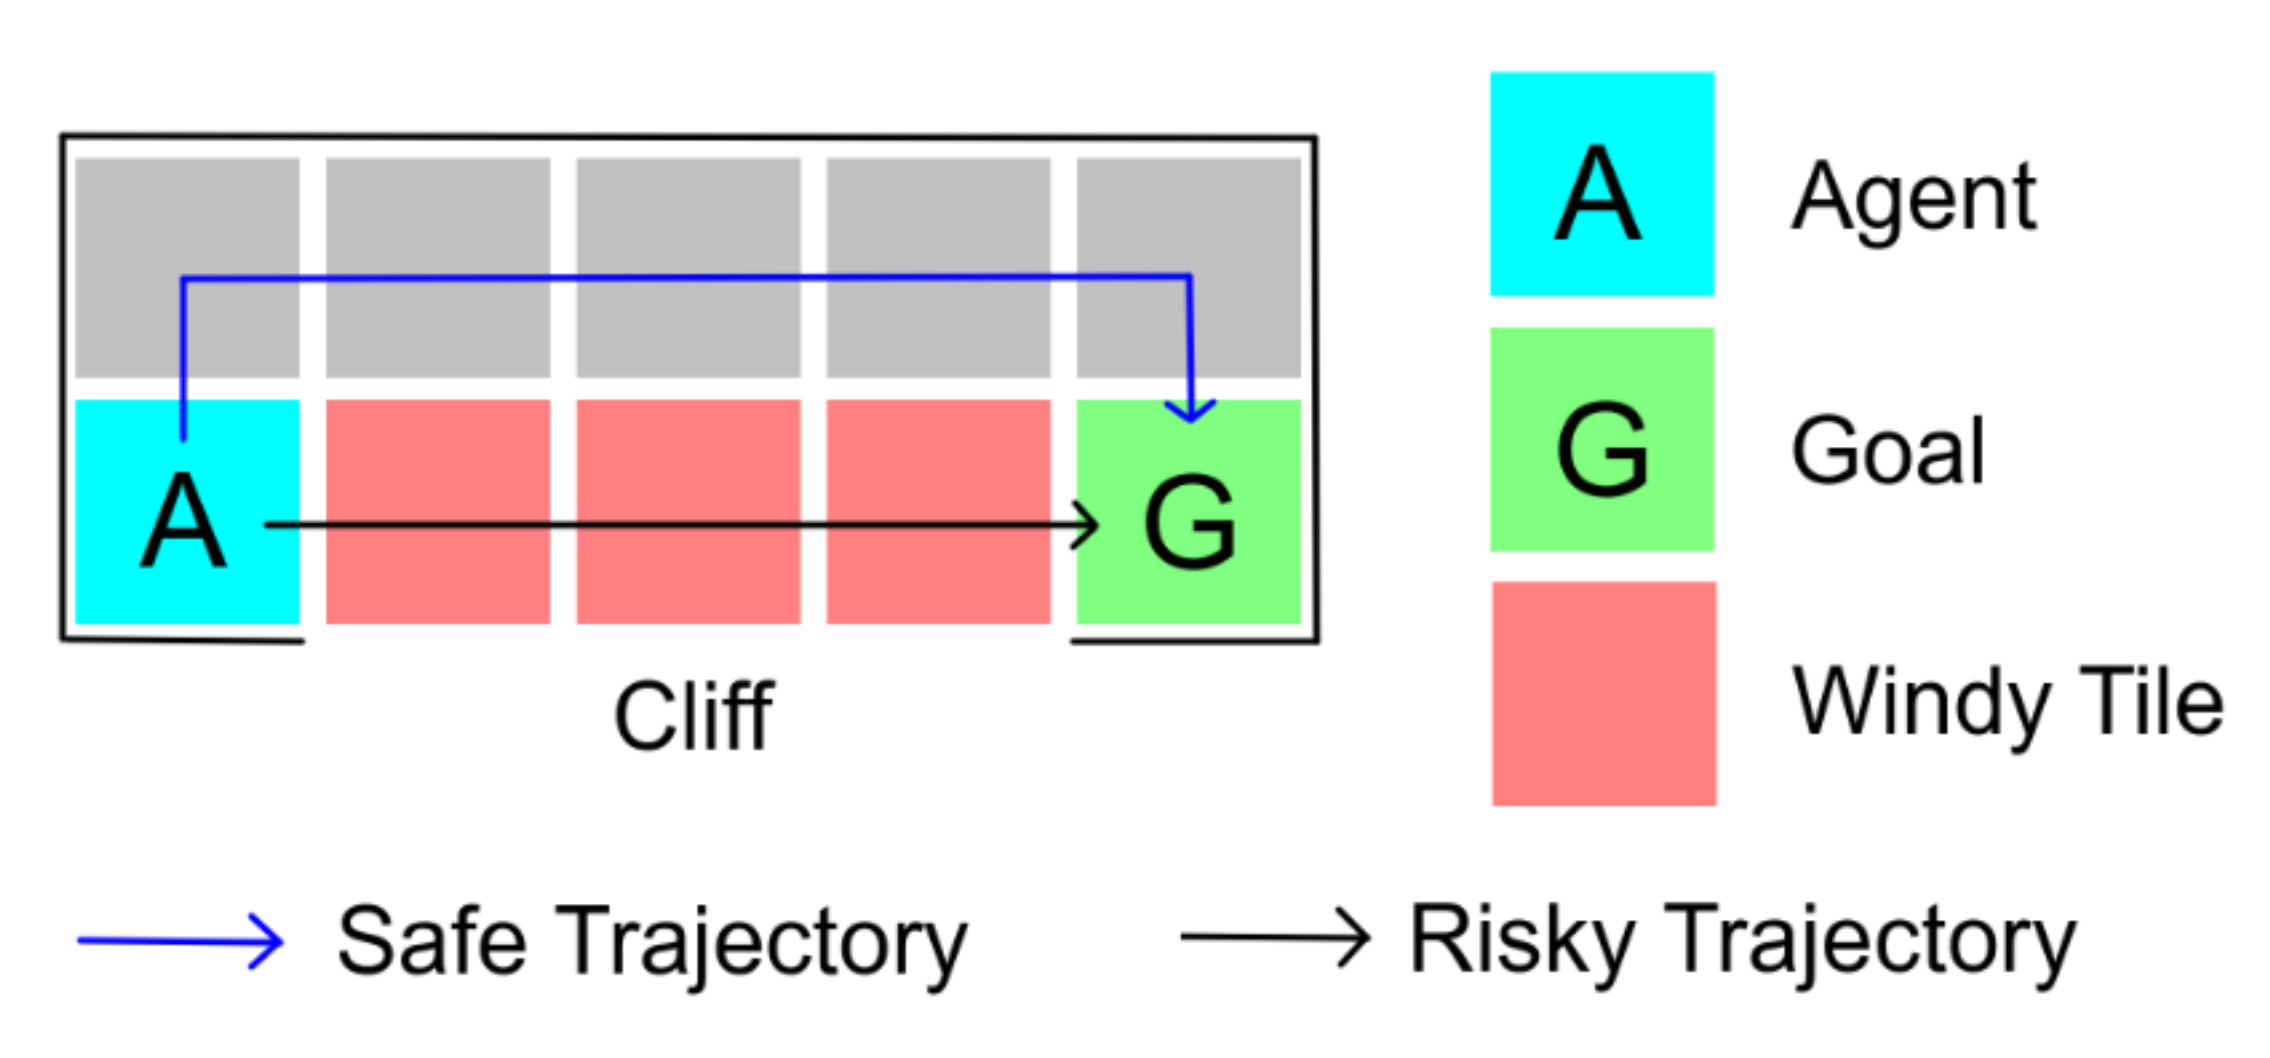 A
Agent
G
Goal
A
G
Windy Tile
Cliff
Safe Trajectory
Risky Trajectory